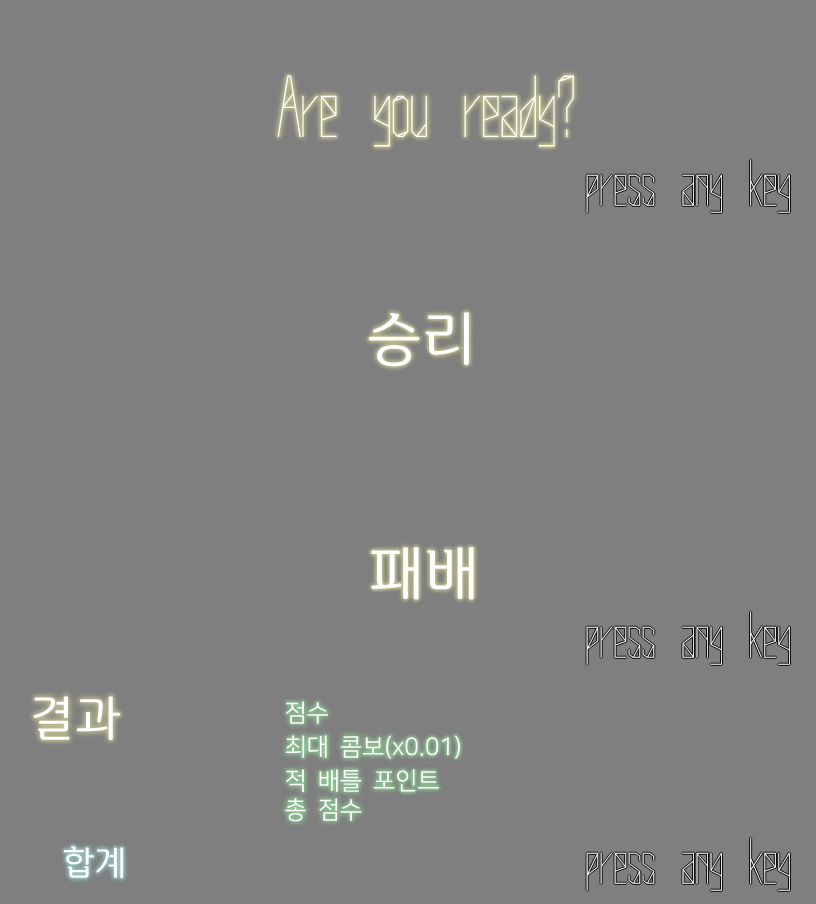 Are you ready?
press any key
승리
패배
press any key
결과
점수
최대 콤보(x0.01)
적 배틀 포인트
총 점수
합계
press any key